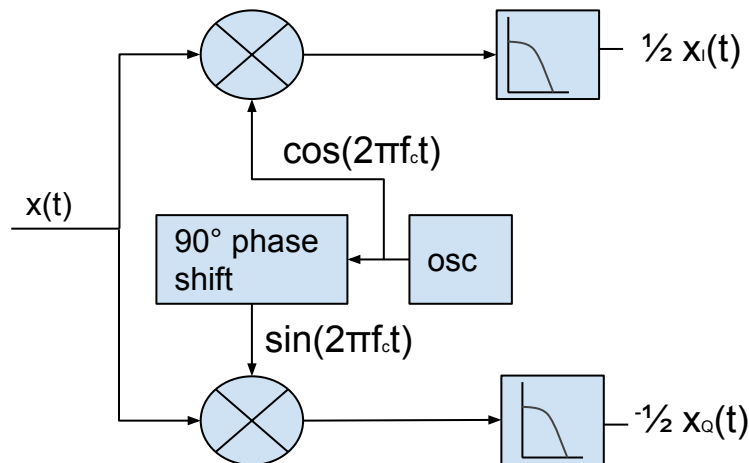 ½ xI(t)
cos(2πfct)
x(t)
90° phase
shift
osc
sin(2πfct)
-½ xQ(t)